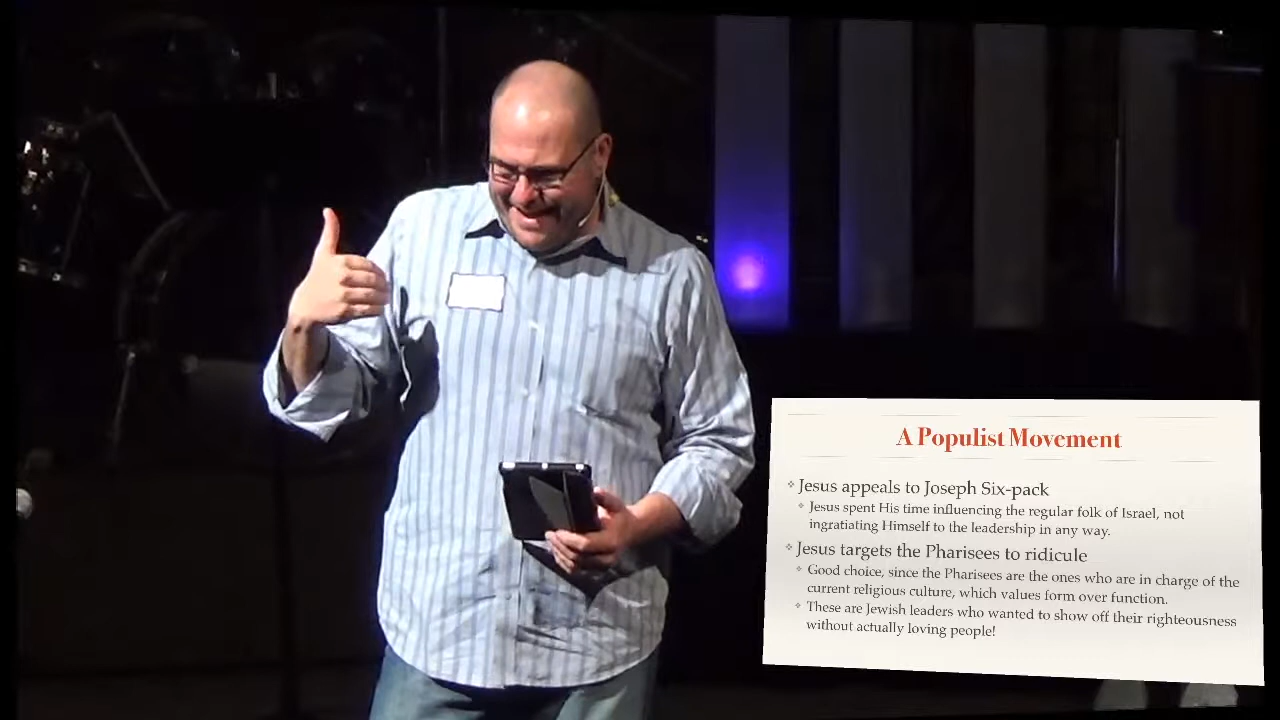 A Populist Movement
Jesus appeals to Joseph Six-pack
Jesus spent His time influencing the regular folk of Israel, not
ingratiating Himself to the leadership in any way.
Jesus targets the Pharisees to ridicule
Good choice, since the Pharisees are the ones who are in charge of the
current religious culture, which values form over function.
These are Jewish leaders who wanted to show off their righteousness
without actually loving people!